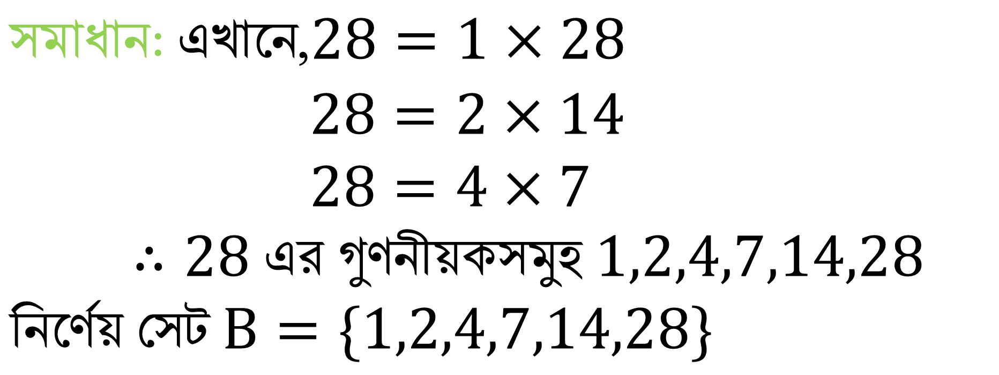 সমাধান: এখানে,28 = 1 × 28
28 = 2 × 14
28 = 4 × 7
∴ 28 এর গুণনীয়কসমুহ 1,2,4,7,14,28
নির্ণেয় সেট B = {1,2,4,7,14,28}